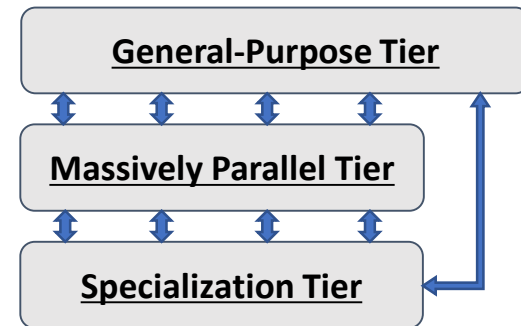 General-Purpose Tier
Massively Parallel Tier
Specialization Tier